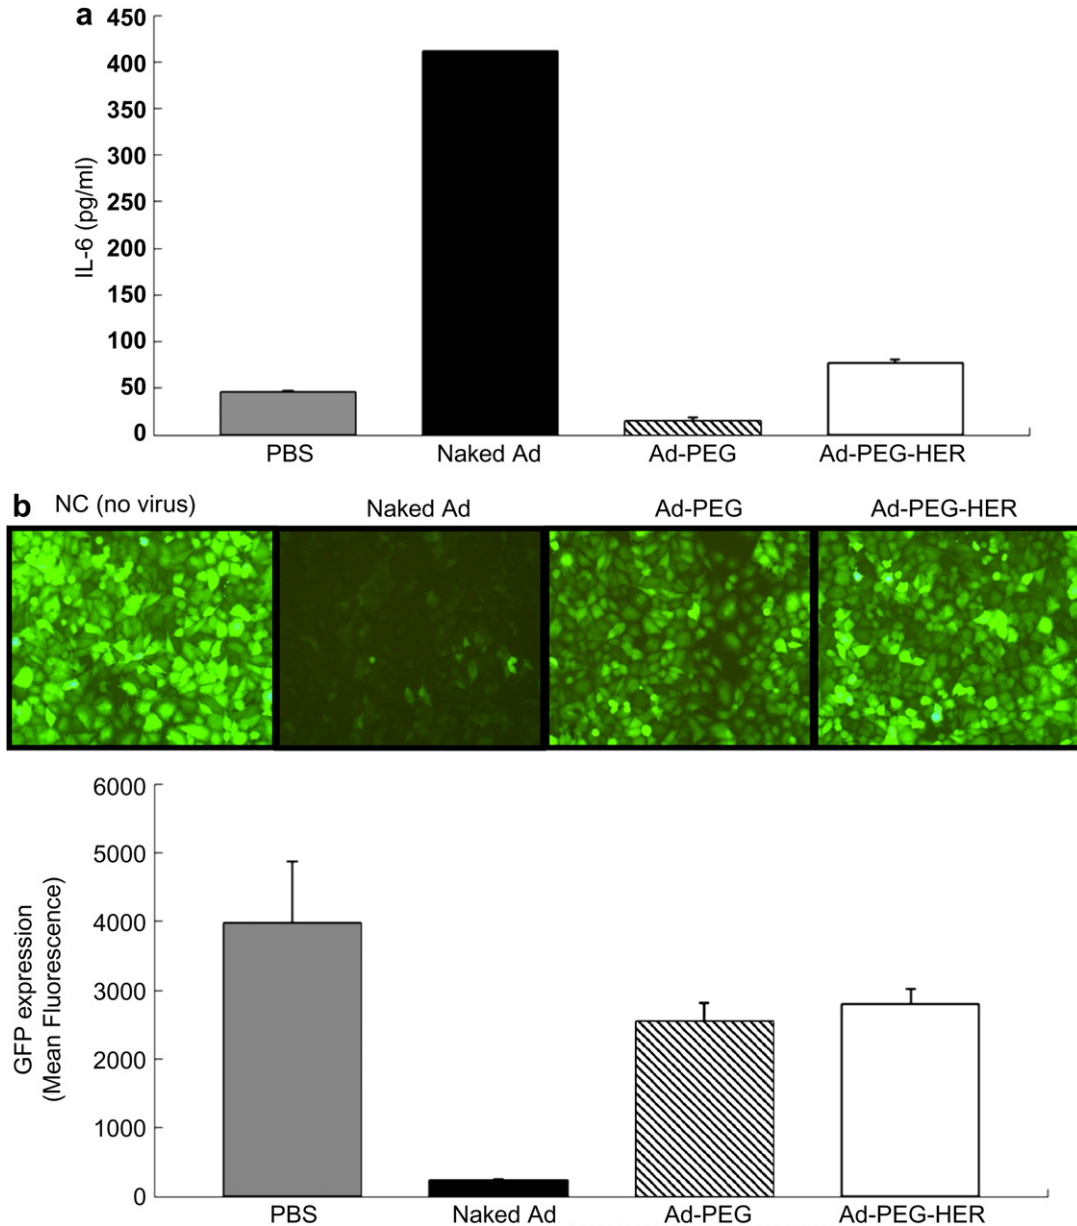 a
450
400
350
300
250
200
150
100
50
0
IL-6 (pg/ml)
PBS Naked Ad Ad-PEG Ad-PEG-HER
b NC (no virus) Naked Ad Ad-PEG Ad-PEG-HER
6000
5000
4000
3000
2000
1000
0
GFP expression
(Mean Fluorescence)
PBS Naked Ad Ad-PEG Ad-PEG-HER